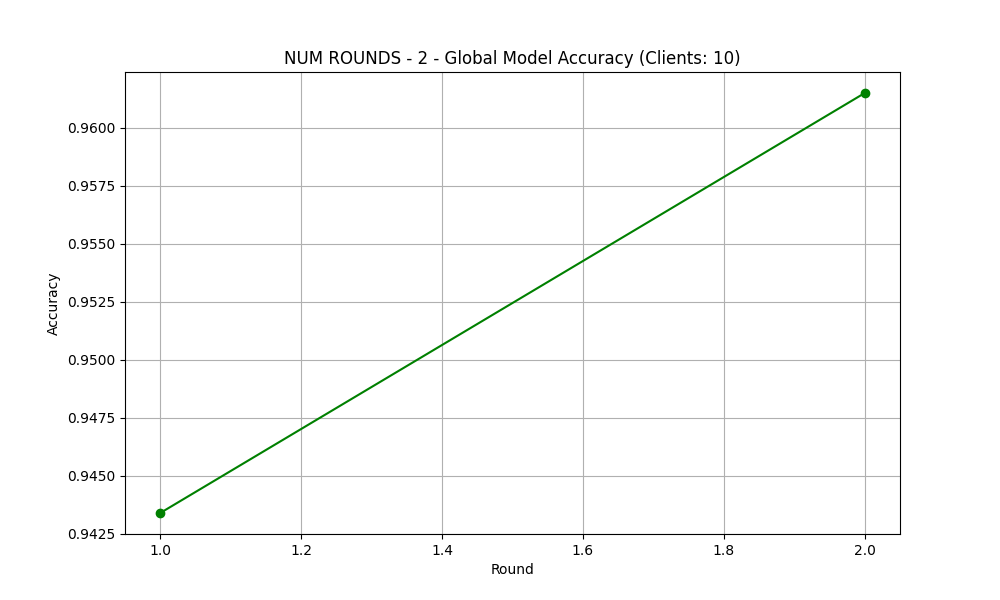 NUM ROUNDS - 2 - Global Model Accuracy (Clients: 10)
0.9600
0.9575
0.9550
0.9525
0.9500
0.9475
0.9450
0.9425
Accuracy
1.0 1.2 1.4 1.6 1.8 2.0
Round